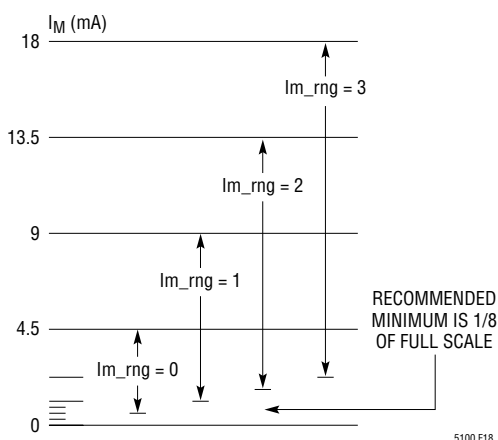 I_M (mA)
18
Im_rng = 3
13.5
Im_rng = 2
9
Im_rng = 1
RECOMMENDED
MINIMUM IS 1/8
OF FULL SCALE
4.5
Im_rng = 0
0
5100 F18